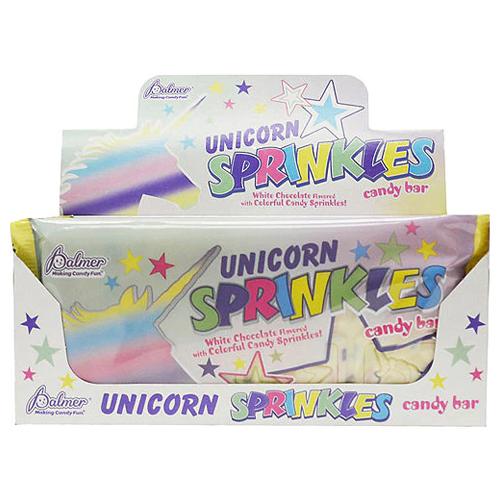 Palmer
Making Candy Fun.
UNICORN
SPRINKLES
candy bar
White Chocolate Flavored
with Colorful Candy Sprinkles!
Palmer
Making Candy Fun.
UNICORN
SPRINKLES
candy bar
White Chocolate Flavored
with Colorful Candy Sprinkles!
Palmer
Making Candy Fun.
UNICORN SPRINKLES candy bar